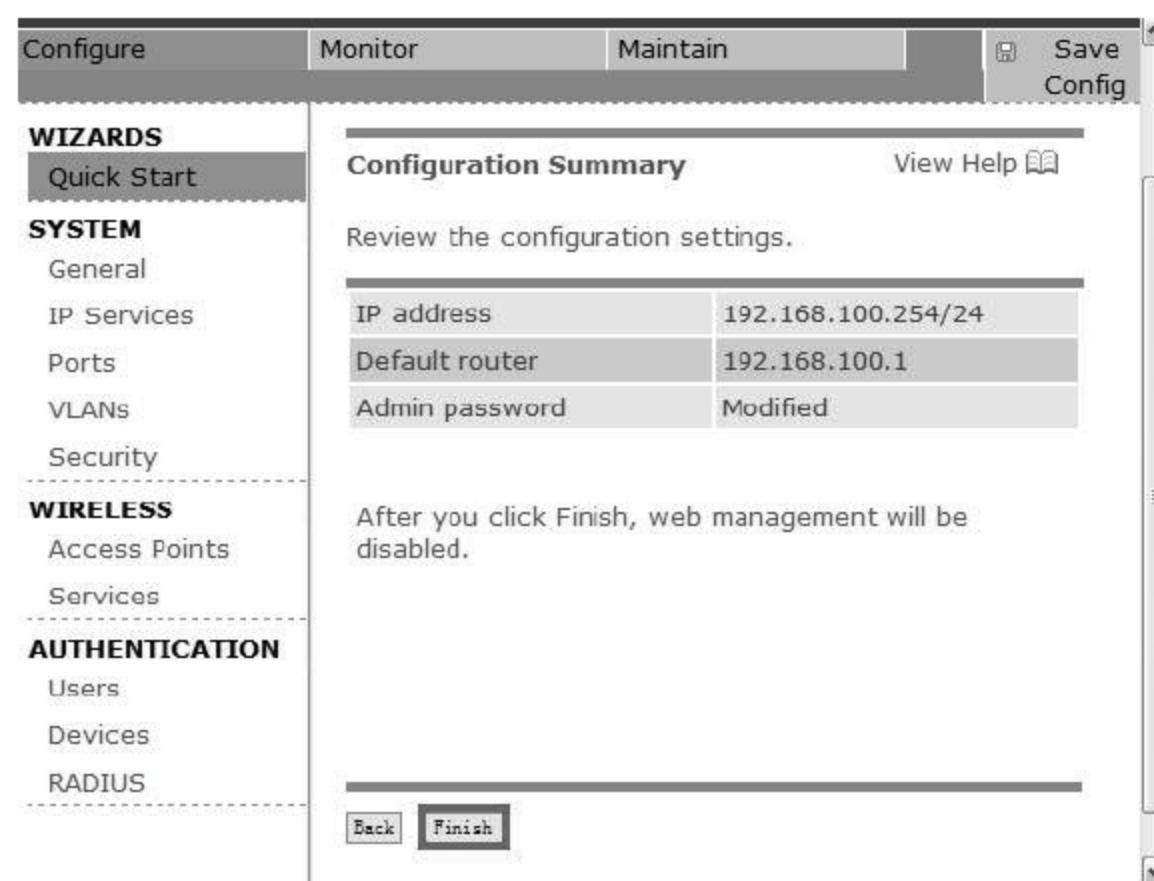 Configure
Monitor
Maintain
Save
Config
WIZARDS
Quick Start
SYSTEM
General
IP Services
Ports
VLANs
Security
WIRELESS
Access Points
Services
AUTHENTICATION
Users
Devices
RADIUS
Configuration Summary
View Help
Review the configuration settings.
IP address 192.168.100.254/24
Default router 192.168.100.1
Admin password Modified
After you click Finish, web management will be
disabled.
Back Finish